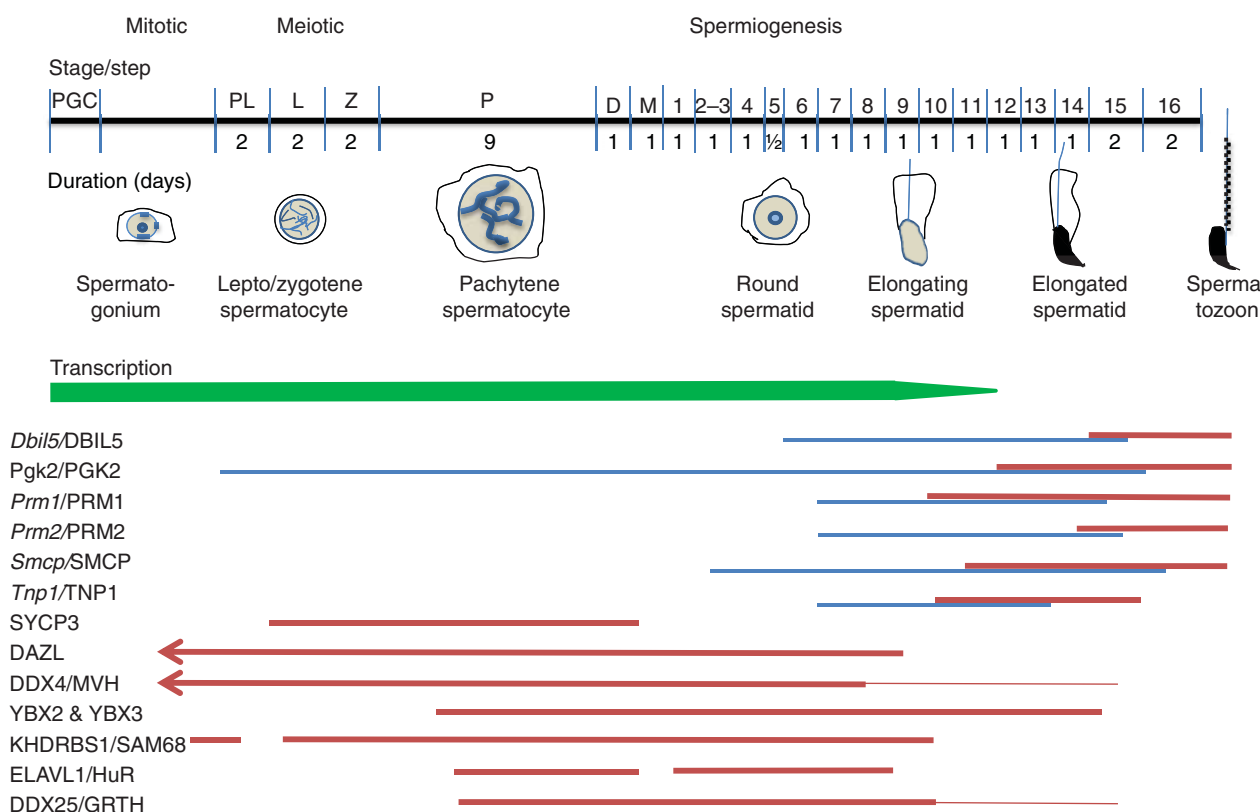 Mitotic Meiotic Spermiogenesis
Stage/step
PGC PL L Z P D M 1 2–3 4 5 6 7 8 9 10 11 12 13 14 15 16
2 2 2 9 1 1 1 1 1 ½ 1 1 1 1 1 1 1 1 1 2 2
Duration (days)
Spermato- Lepto/zygotene Pachytene Round Elongating Elongated Sperma
gonium spermatocyte spermatocyte spermatid spermatid spermatid tozoon
Transcription
Dbil5/DBIL5
Pgk2/PGK2
Prm1/PRM1
Prm2/PRM2
Smcp/SMCP
Tnp1/TNP1
SYCP3
DAZL
DDX4/MVH
YBX2 & YBX3
KHDRBS1/SAM68
ELAVL1/HuR
DDX25/GRTH